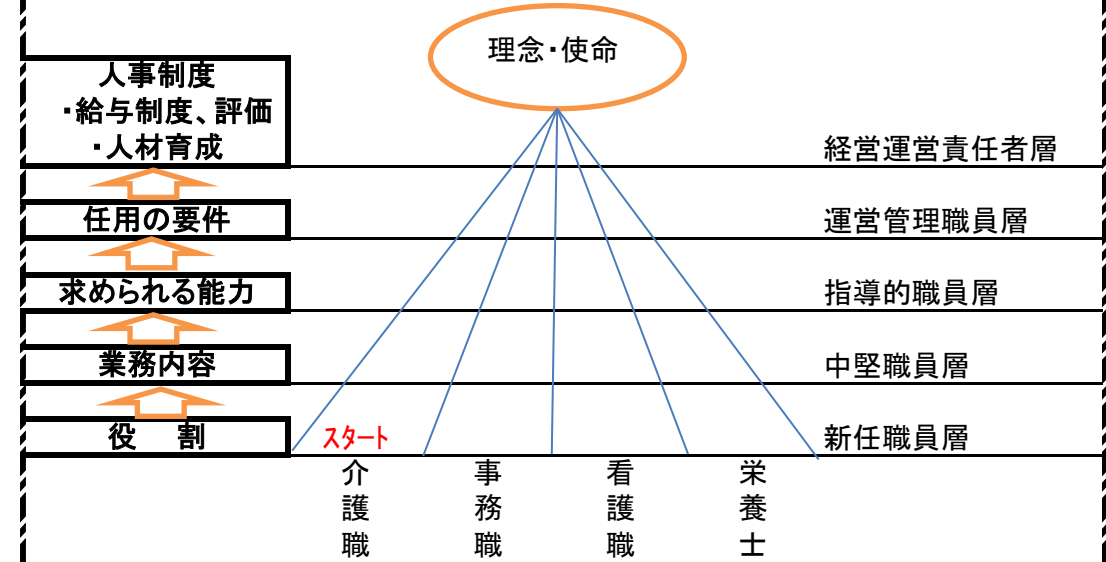 理念・使命
人事制度
・給与制度、評価
・人材育成
経営運営責任者層
任用の要件
運営管理職員層
求められる能力
指導的職員層
業務内容
中堅職員層
役　割
スタート
新任職員層
介護職
事務職
看護職
栄養士